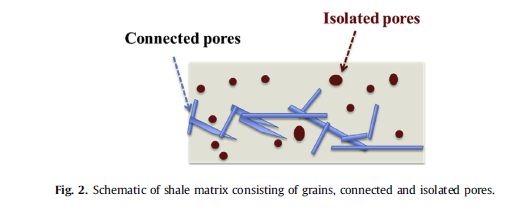 Isolated pores
Connected pores
Fig. 2. Schematic of shale matrix consisting of grains, connected and isolated pores.